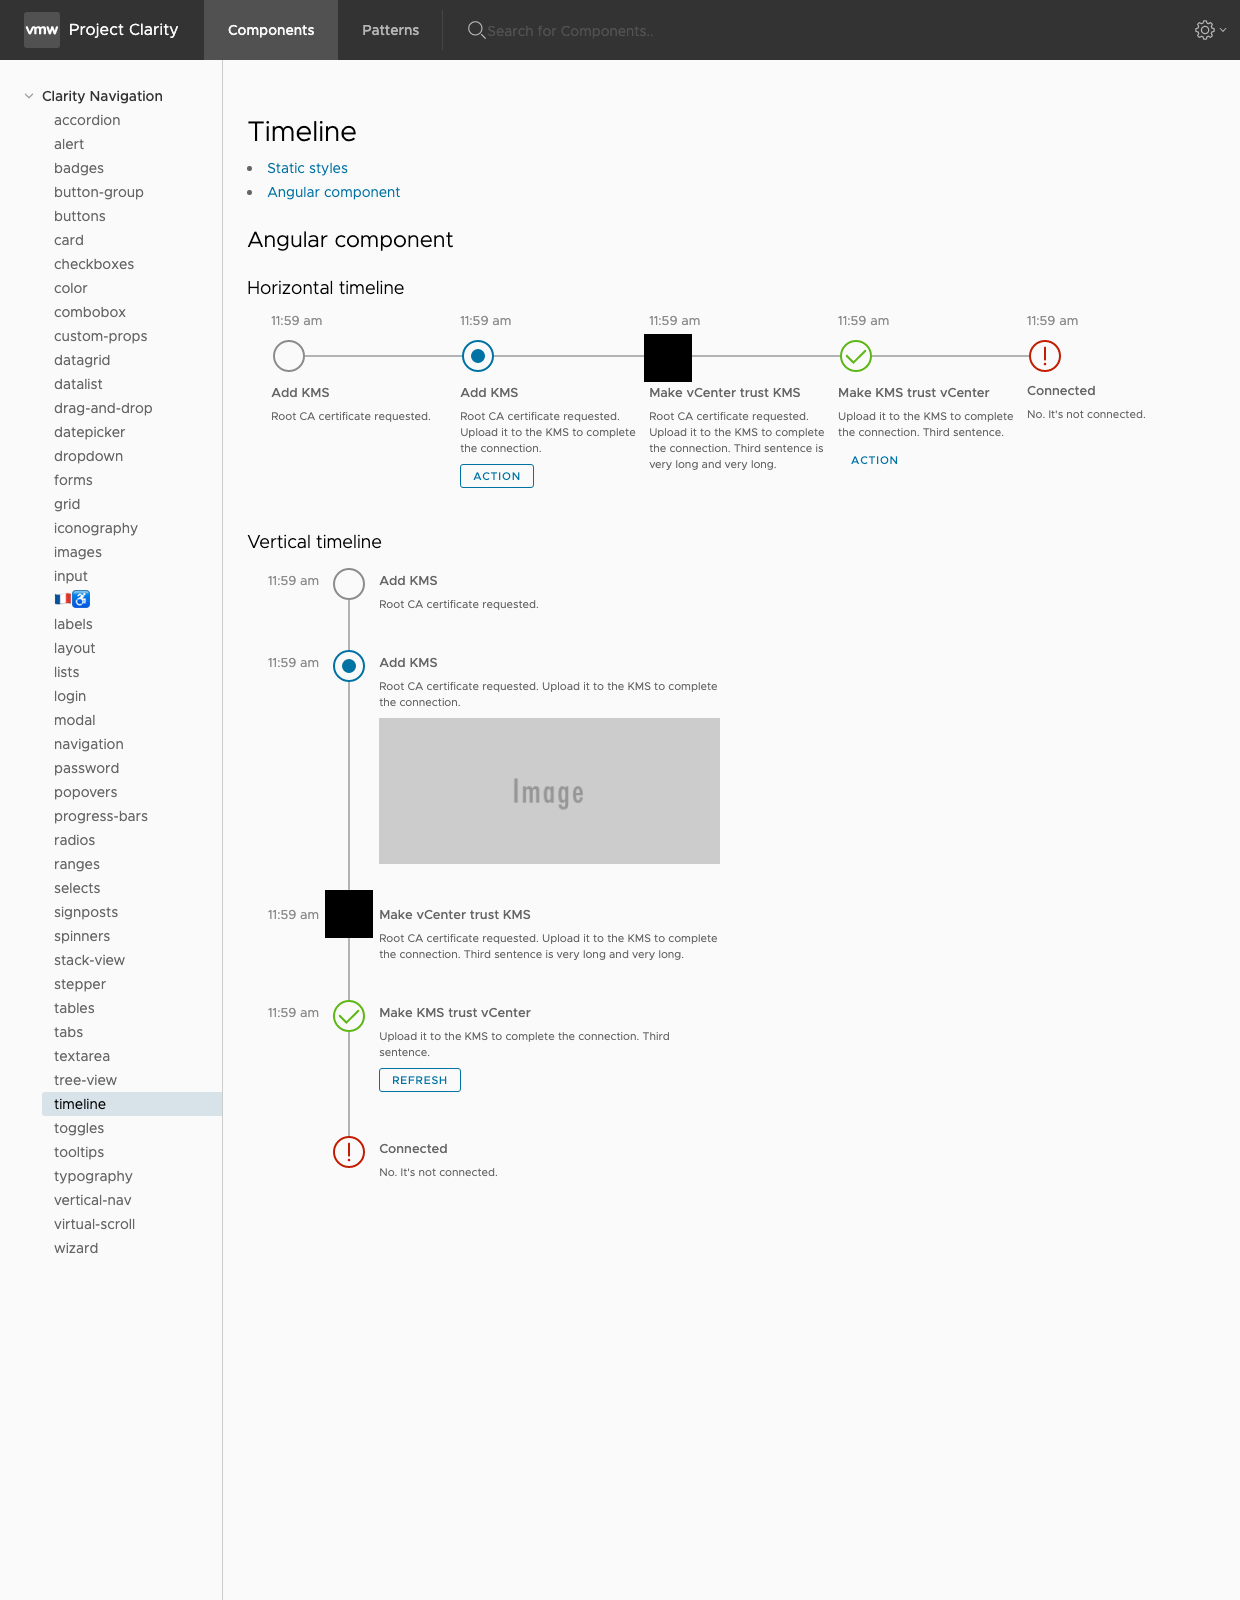 vmw Project Clarity Components Patterns Search for Components..
Clarity Navigation
accordion
alert
badges
button-group
buttons
card
checkboxes
color
combobox
custom-props
datagrid
datalist
drag-and-drop
datepicker
dropdown
forms
grid
iconography
images
input
labels
layout
lists
login
modal
navigation
password
popovers
progress-bars
radios
ranges
selects
signposts
spinners
stack-view
stepper
tables
tabs
textarea
tree-view
timeline
toggles
tooltips
typography
vertical-nav
virtual-scroll
wizard
Timeline
Static styles
Angular component
Angular component
Horizontal timeline
11:59 am
Add KMS
Root CA certificate requested.
11:59 am
Add KMS
Root CA certificate requested.
Upload it to the KMS to complete
the connection.
ACTION
11:59 am
Make vCenter trust KMS
Root CA certificate requested.
Upload it to the KMS to complete
the connection. Third sentence is
very long and very long.
11:59 am
Make KMS trust vCenter
Upload it to the KMS to complete
the connection. Third sentence.
ACTION
11:59 am
Connected
No. It's not connected.
Vertical timeline
11:59 am
Add KMS
Root CA certificate requested.
11:59 am
Add KMS
Root CA certificate requested. Upload it to the KMS to complete
the connection.
Image
11:59 am
Make vCenter trust KMS
Root CA certificate requested. Upload it to the KMS to complete
the connection. Third sentence is very long and very long.
11:59 am
Make KMS trust vCenter
Upload it to the KMS to complete the connection. Third
sentence.
REFRESH
Connected
No. It's not connected.